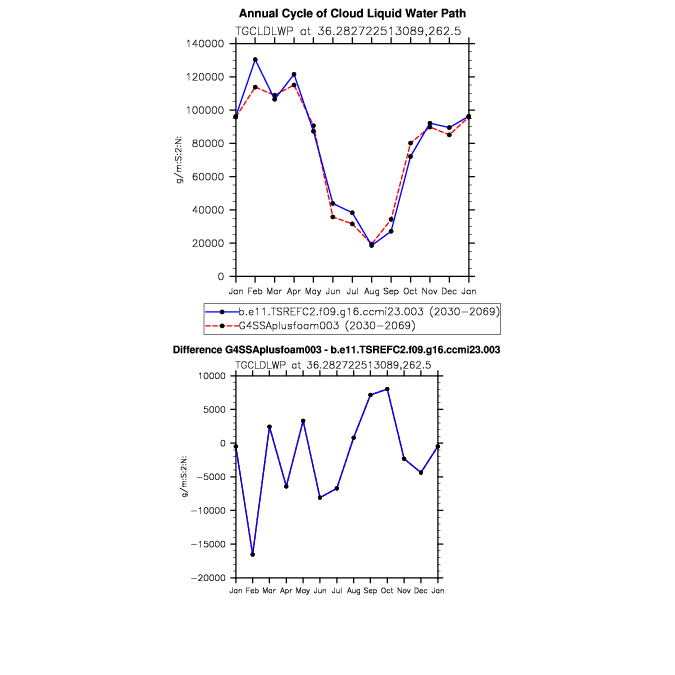 Annual Cycle of Cloud Liquid Water Path
TGCLDLWP at 36.282722513089,262.5
140000
120000
100000
80000
60000
40000
20000
0
g/m:S:2:N:
Jan Feb Mar Apr May Jun Jul Aug Sep Oct Nov Dec Jan
b.e11.TSREFC2.f09.g16.ccmi23.003 (2030-2069)
G4SSAplusfoam003 (2030-2069)
Difference G4SSAplusfoam003 - b.e11.TSREFC2.f09.g16.ccmi23.003
TGCLDLWP at 36.282722513089,262.5
10000
5000
0
-5000
-10000
-15000
-20000
g/m:S:2:N:
Jan Feb Mar Apr May Jun Jul Aug Sep Oct Nov Dec Jan